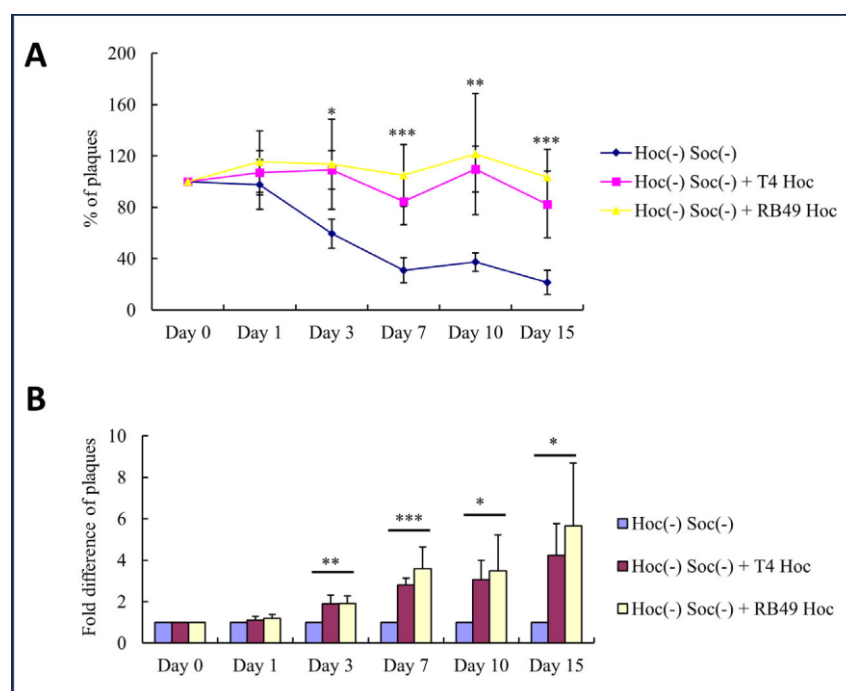 A
200
160
120
80
40
0
% of plaques
*
***
**
***
Day 0 Day 1 Day 3 Day 7 Day 10 Day 15
Hoc(-) Soc(-)
Hoc(-) Soc(-) + T4 Hoc
Hoc(-) Soc(-) + RB49 Hoc
B
10
8
6
4
2
0
Fold difference of plaques
**
***
*
*
Day 0 Day 1 Day 3 Day 7 Day 10 Day 15
Hoc(-) Soc(-)
Hoc(-) Soc(-) + T4 Hoc
Hoc(-) Soc(-) + RB49 Hoc